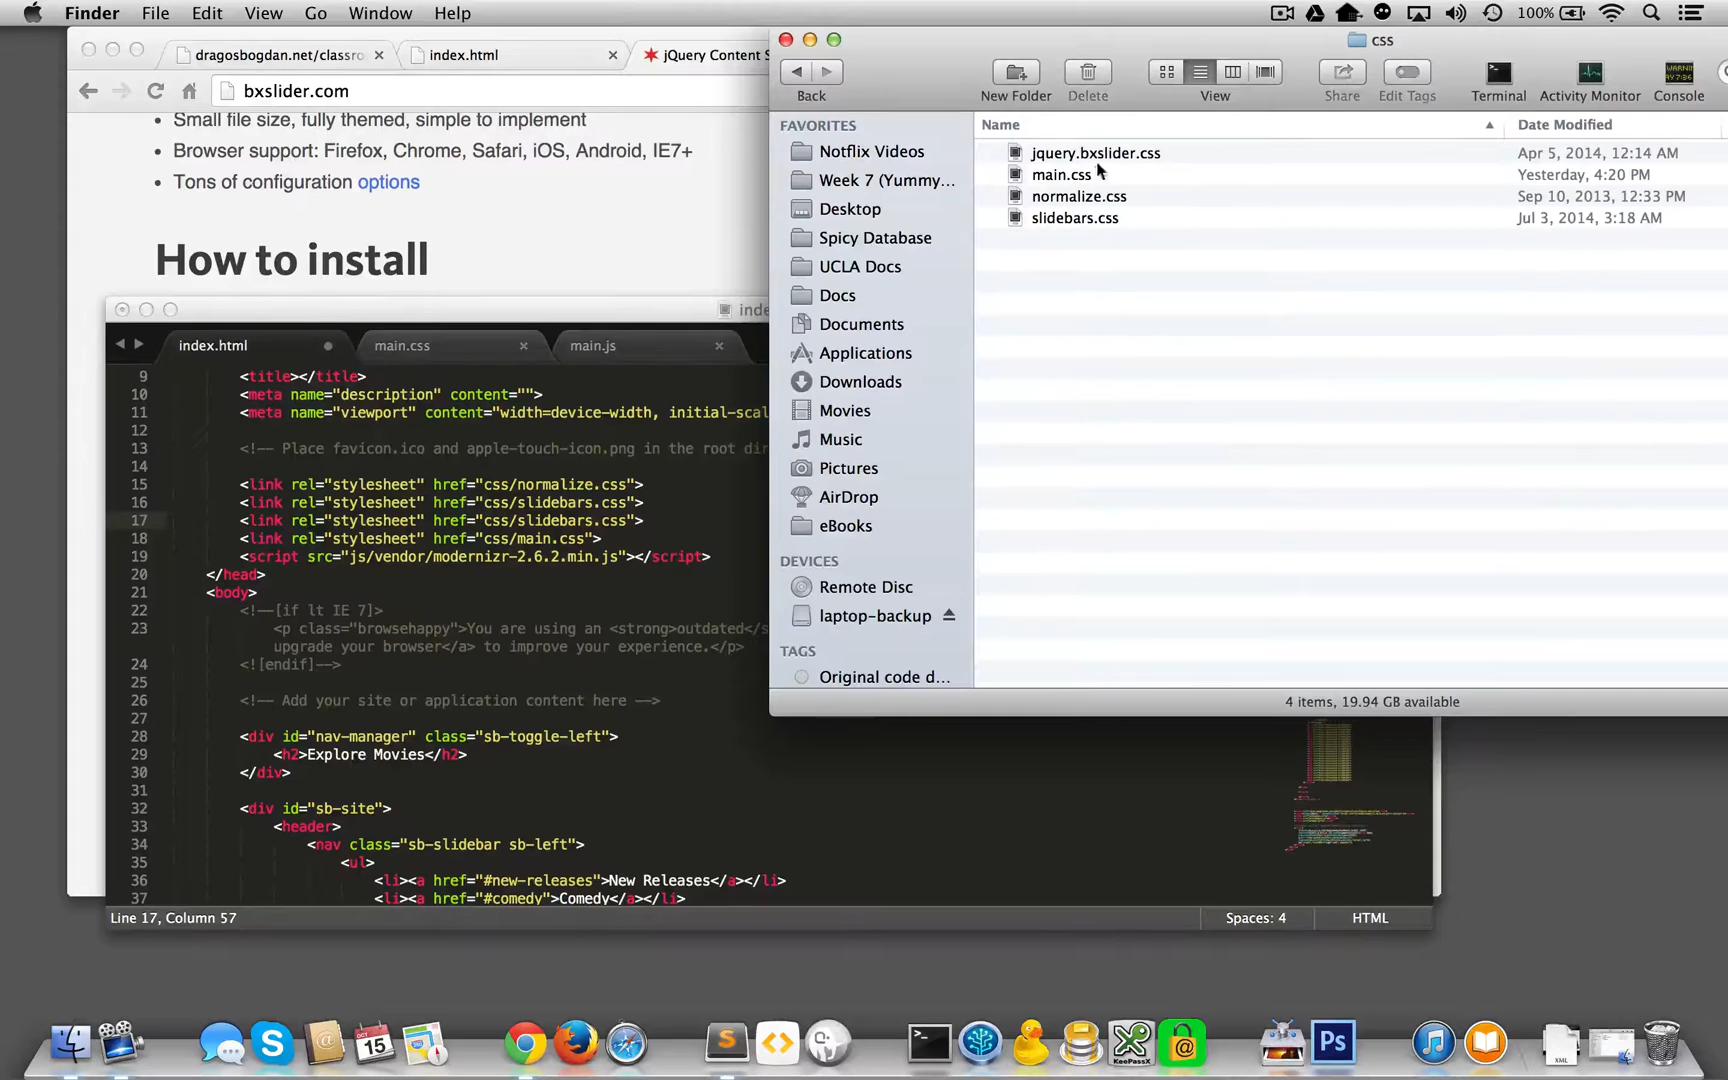 Finder File Edit View Go Window Help
100%
dragosbogdan.net/classro
index.html
jQuery Content S
bxslider.com
Small file size, fully themed, simple to implement
Browser support: Firefox, Chrome, Safari, iOS, Android, IE7+
Tons of configuration options
How to install
css
Back
New Folder
Delete
View
Share
Edit Tags
Terminal
Activity Monitor
Console
FAVORITES
Notflix Videos
Week 7 (Yummy...
Desktop
Spicy Database
UCLA Docs
Docs
Documents
Applications
Downloads
Movies
Music
Pictures
AirDrop
eBooks
DEVICES
Remote Disc
laptop-backup
TAGS
Original code d...
Name Date Modified
jquery.bxslider.css Apr 5, 2014, 12:14 AM
main.css Yesterday, 4:20 PM
normalize.css Sep 10, 2013, 12:33 PM
slidebars.css Jul 3, 2014, 3:18 AM
4 items, 19.94 GB available
inde
index.html main.css main.js
9 <title></title>
10 <meta name="description" content="">
11 <meta name="viewport" content="width=device-width, initial-scal
12
13 <!-- Place favicon.ico and apple-touch-icon.png in the root dir
14
15 <link rel="stylesheet" href="css/normalize.css">
16 <link rel="stylesheet" href="css/slidebars.css">
17 <link rel="stylesheet" href="css/slidebars.css">
18 <link rel="stylesheet" href="css/main.css">
19 <script src="js/vendor/modernizr-2.6.2.min.js"></script>
20 </head>
21 <body>
22 <!--[if lt IE 7]>
23 <p class="browsehappy">You are using an <strong>outdated</s
upgrade your browser</a> to improve your experience.</p>
24 <![endif]-->
25
26 <!-- Add your site or application content here -->
27
28 <div id="nav-manager" class="sb-toggle-left">
29 <h2>Explore Movies</h2>
30 </div>
31
32 <div id="sb-site">
33 <header>
34 <nav class="sb-slidebar sb-left">
35 <ul>
36 <li><a href="#new-releases">New Releases</a></li>
37 <li><a href="#comedy">Comedy</a></li>
Line 17, Column 57
Spaces: 4
HTML
OCT
15
KeePassX
Ps
XML